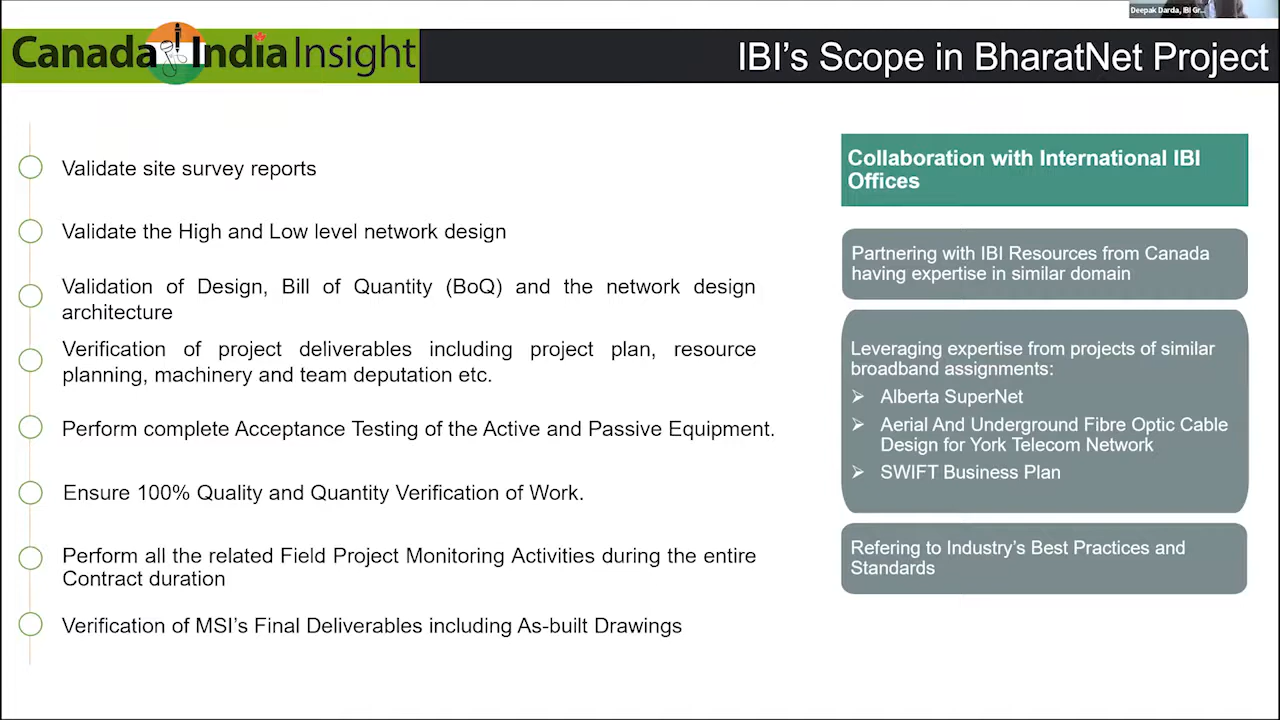 Deepak Darda, IBI Gr...
Canada India Insight
IBI's Scope in BharatNet Project
Validate site survey reports
Validate the High and Low level network design
Validation of Design, Bill of Quantity (BoQ) and the network design
architecture
Verification of project deliverables including project plan, resource
planning, machinery and team deputation etc.
Perform complete Acceptance Testing of the Active and Passive Equipment.
Ensure 100% Quality and Quantity Verification of Work.
Perform all the related Field Project Monitoring Activities during the entire
Contract duration
Verification of MSI's Final Deliverables including As-built Drawings
Collaboration with International IBI
Offices
Partnering with IBI Resources from Canada
having expertise in similar domain
Leveraging expertise from projects of similar
broadband assignments:
Alberta SuperNet
Aerial And Underground Fibre Optic Cable
Design for York Telecom Network
SWIFT Business Plan
Refering to Industry's Best Practices and
Standards